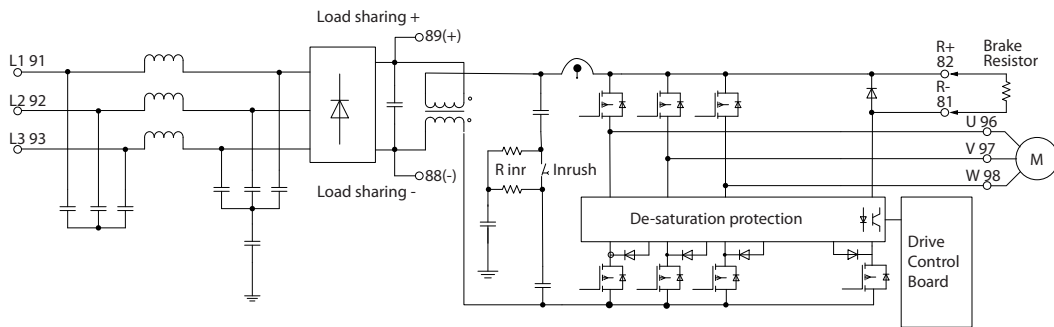 Load sharing +
89(+)
L1 91
L2 92
L3 93
R+
82
Brake
Resistor
R-
81
U 96
V 97
W 98
M
R inr
Inrush
88(-)
Load sharing -
De-saturation protection
Drive
Control
Board